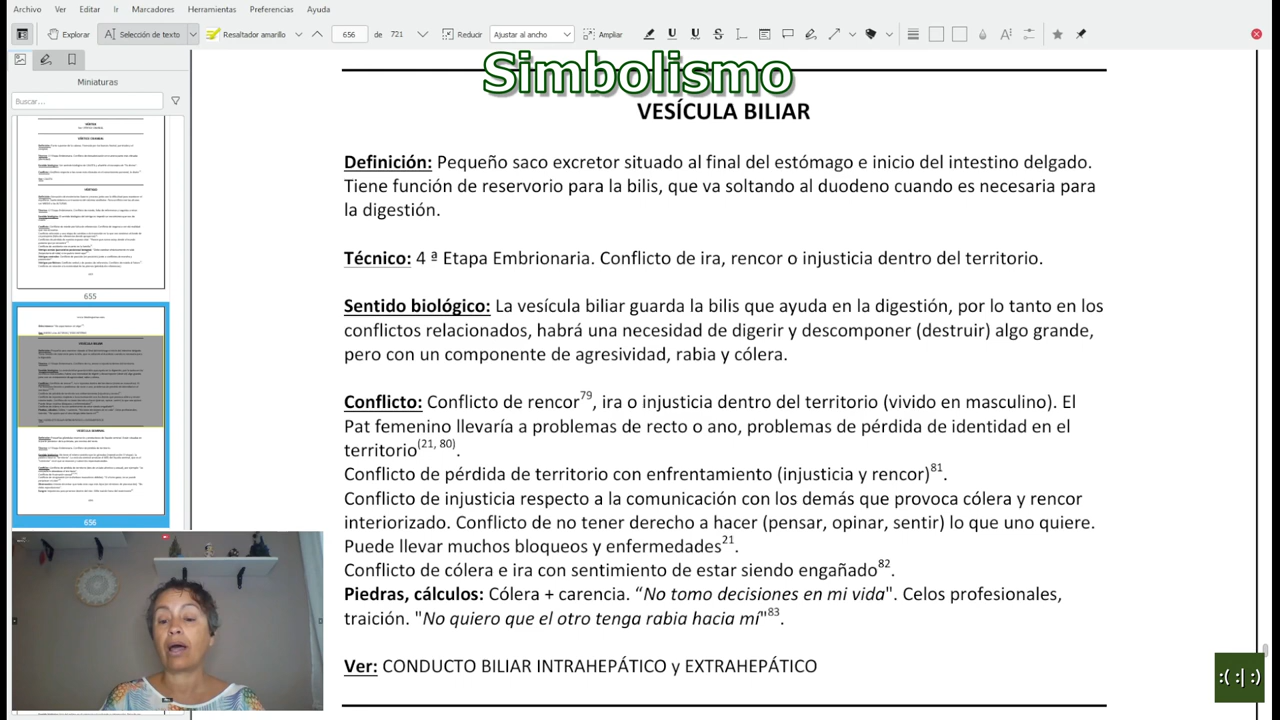 Archivo Ver Editar Ir Marcadores Herramientas Preferencias Ayuda
Explorar Selección de texto Resaltador amarillo 656 de 721 Reducir Ajustar al ancho Ampliar
Miniaturas
Buscar...
655
656
Simbolismo
VESÍCULA BILIAR
Definición: Pequeño saco secretor situado al final del estómago e inicio del intestino delgado.
Tiene función de reservorio para la bilis, que va segregando al duodeno cuando es necesaria para
la digestión.
Técnico: 4 ª Etapa Embrionaria. Conflicto de ira, rencor o injusticia dentro del territorio.
Sentido biológico: La vesícula biliar guarda la bilis que ayuda en la digestión, por lo tanto en los
conflictos relacionados, habrá una necesidad de digerir y descomponer (destruir) algo grande,
pero con un componente de agresividad, rabia y ácido.
Conflicto: Conflicto de rencor79, ira o injusticia dentro del territorio (vivido en masculino). El
Pat femenino llevaría a problemas de recto o ano, problemas de pérdida de identidad en el
territorio(21, 80).
Conflicto de pérdida de territorio con enfrentamiento, injusticia y rencor81.
Conflicto de injusticia respecto a la comunicación con los demás que provoca cólera y rencor
interiorizado. Conflicto de no tener derecho a hacer (pensar, opinar, sentir) lo que uno quiere.
Puede llevar muchos bloqueos y enfermedades21.
Conflicto de cólera e ira con sentimiento de estar siendo engañado82.
Piedras, cálculos: Cólera + carencia. “No tomo decisiones en mi vida". Celos profesionales,
traición. "No quiero que el otro tenga rabia hacia mí"83.
Ver: CONDUCTO BILIAR INTRAHEPÁTICO y EXTRAHEPÁTICO
:( :| :)